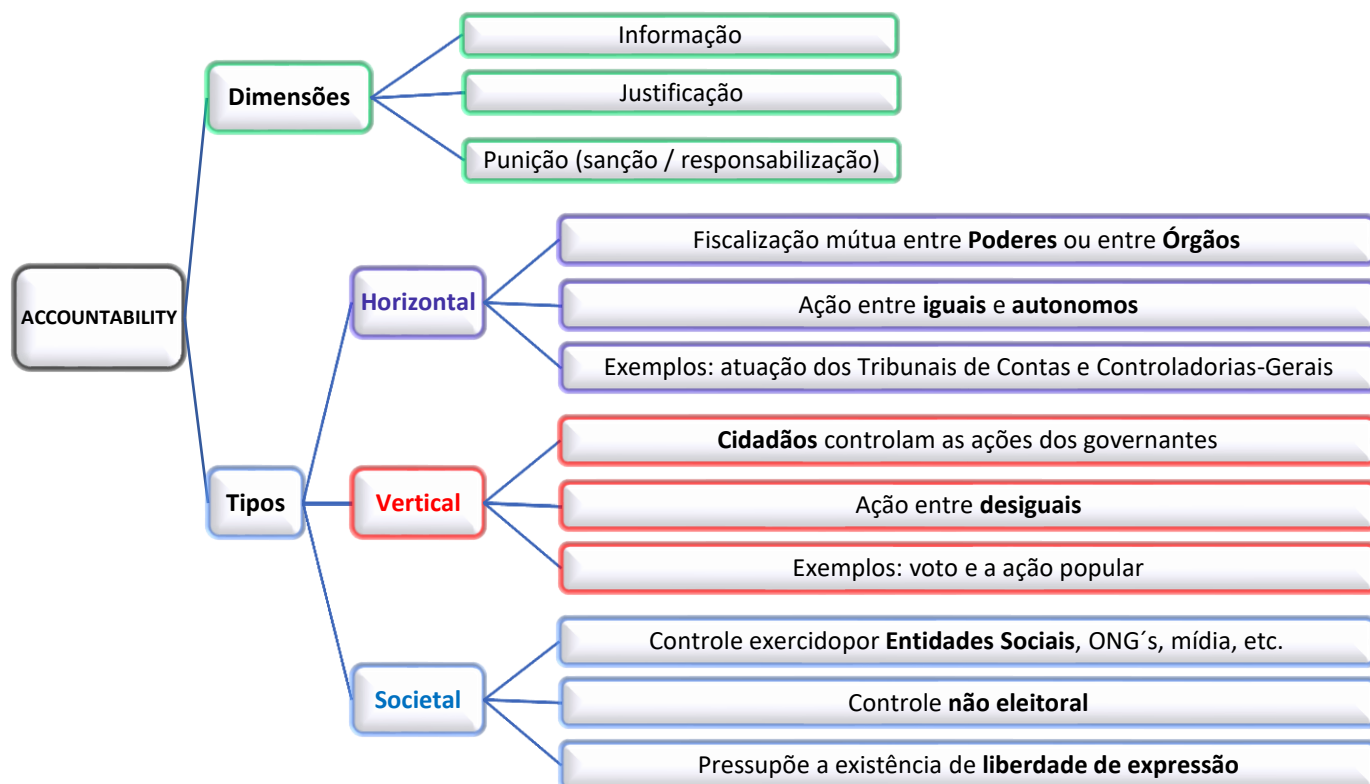 Informação
Dimensões
Justificação
Punição (sanção / responsabilização)
ACCOUNTABILITY
Tipos
Horizontal
Fiscalização mútua entre Poderes ou entre Órgãos
Ação entre iguais e autonomos
Exemplos: atuação dos Tribunais de Contas e Controladorias-Gerais
Vertical
Cidadãos controlam as ações dos governantes
Ação entre desiguais
Exemplos: voto e a ação popular
Societal
Controle exercidopor Entidades Sociais, ONG´s, mídia, etc.
Controle não eleitoral
Pressupõe a existência de liberdade de expressão